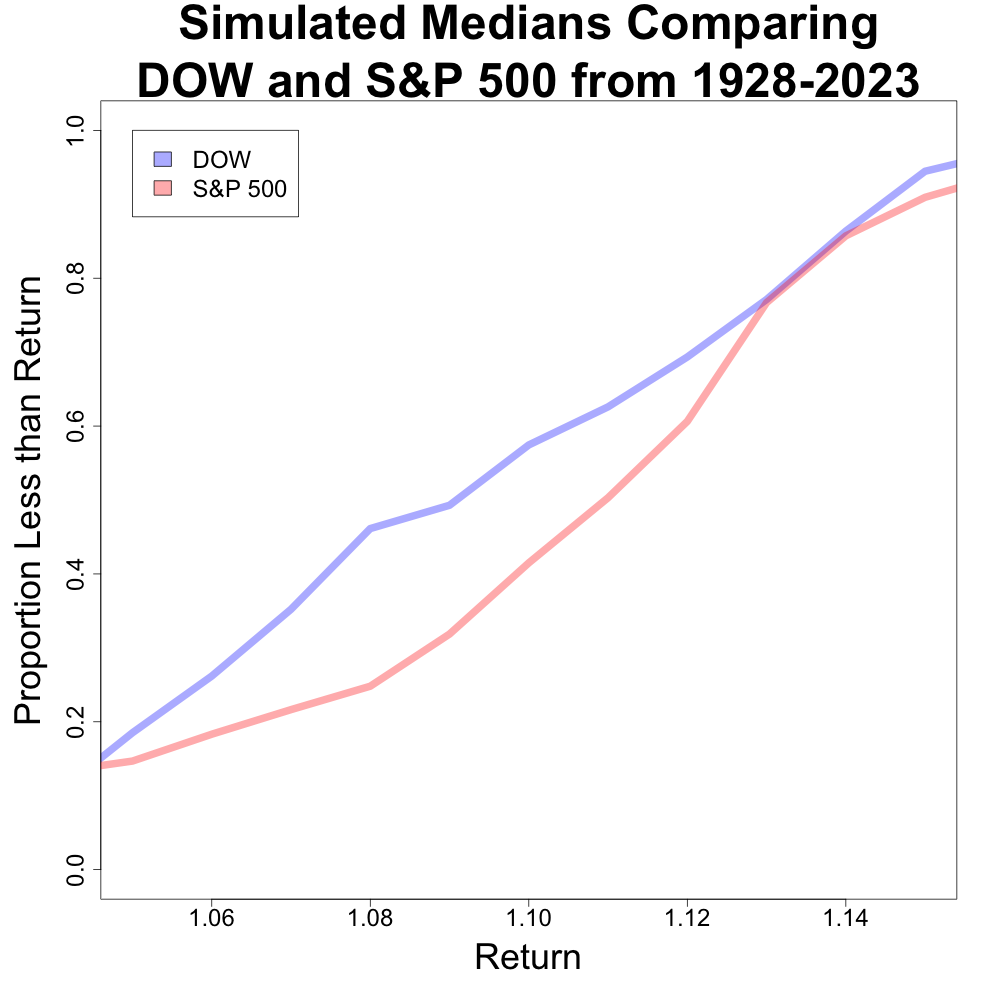 Simulated Medians Comparing
DOW and S&P 500 from 1928-2023
DOW
S&P 500
Proportion Less than Return
1.0
0.8
0.6
0.4
0.2
0.0
1.06 1.08 1.10 1.12 1.14
Return